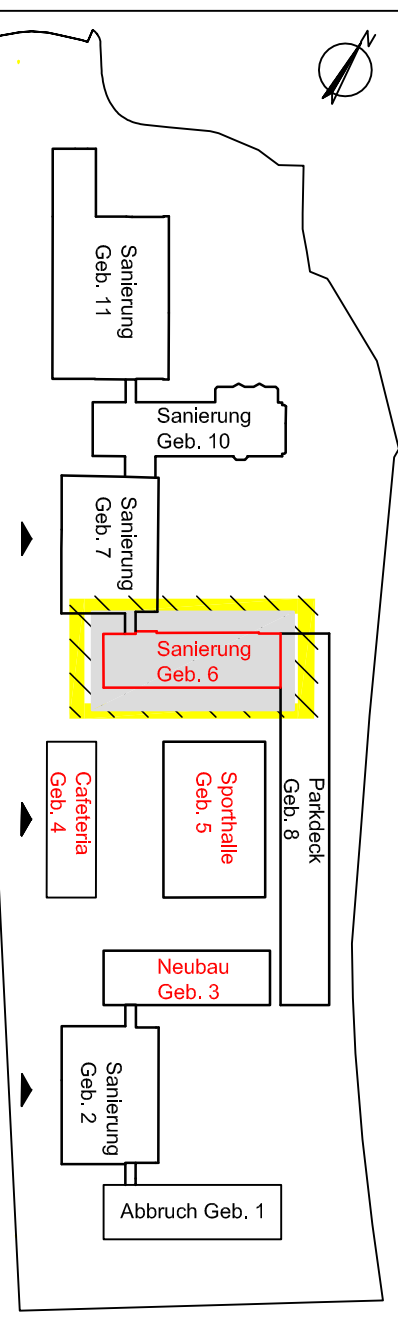 N
Sanierung
Geb. 11
Sanierung
Geb. 10
Sanierung
Geb. 7
Sanierung
Geb. 6
Parkdeck
Geb. 8
Cafeteria
Geb. 4
Sporthalle
Geb. 5
Neubau
Geb. 3
Sanierung
Geb. 2
Abbruch Geb. 1